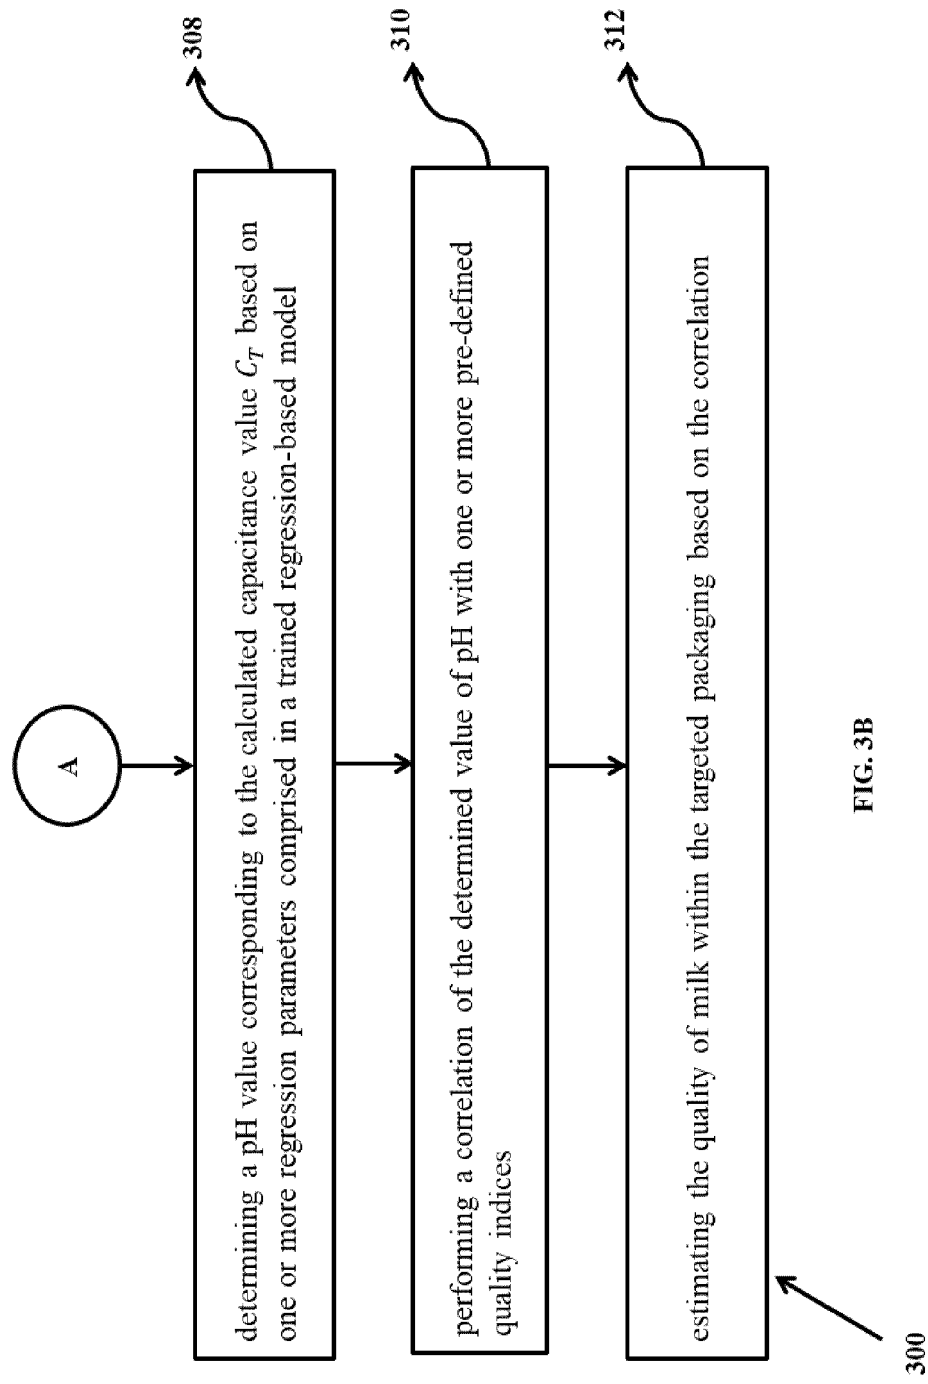 A
308
determining a pH value corresponding to the calculated capacitance value C_T based on
one or more regression parameters comprised in a trained regression-based model
310
performing a correlation of the determined value of pH with one or more pre-defined
quality indices
312
estimating the quality of milk within the targeted packaging based on the correlation
300
FIG. 3B